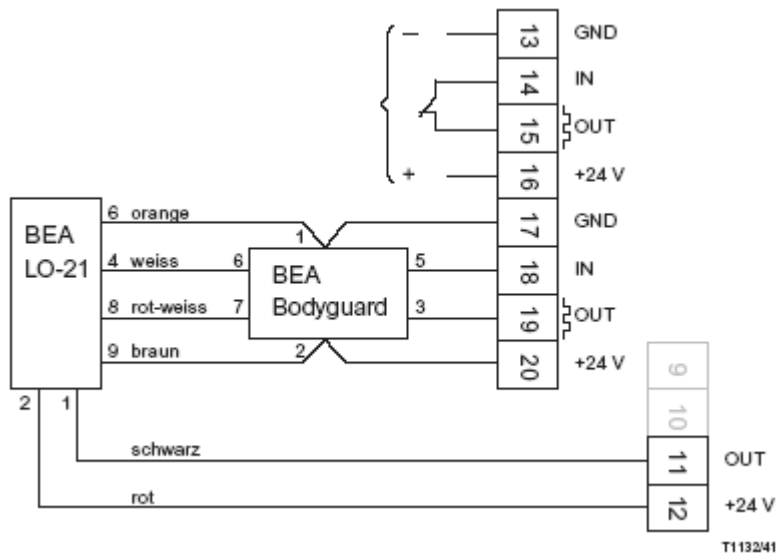 13 GND
14 IN
15 OUT
+ 16 +24 V
6 orange 17 GND
BEA LO-21
1
4 weiss 6 5 18 IN
BEA Bodyguard
8 rot-weiss 7 3 19 OUT
9 braun 2 20 +24 V
9
2 1 10
schwarz 11 OUT
rot 12 +24 V
T1132/41